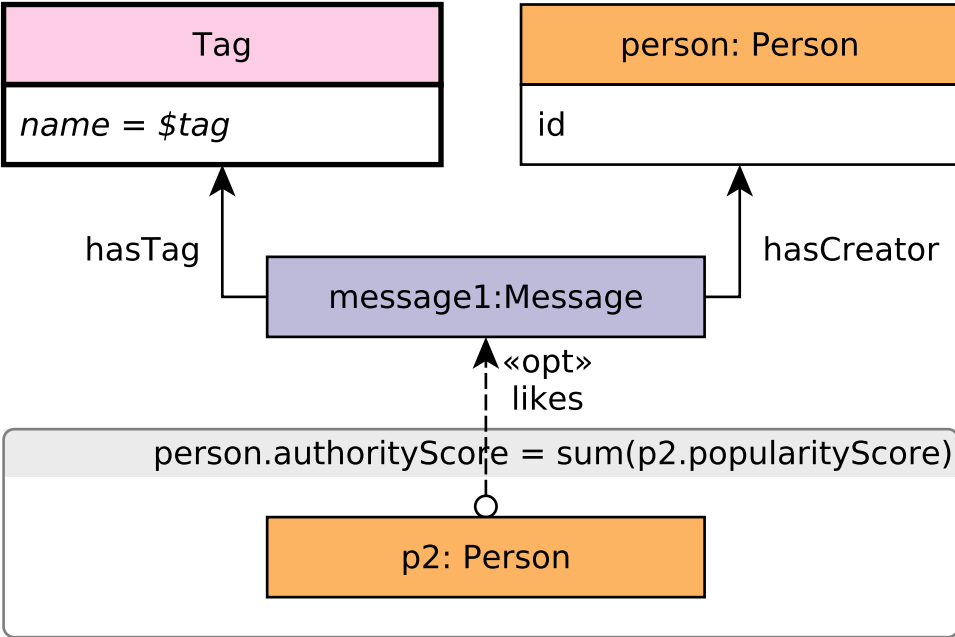 Tag
name = $tag
person: Person
id
hasTag
hasCreator
message1:Message
«opt»
likes
person.authorityScore = sum(p2.popularityScore)
p2: Person